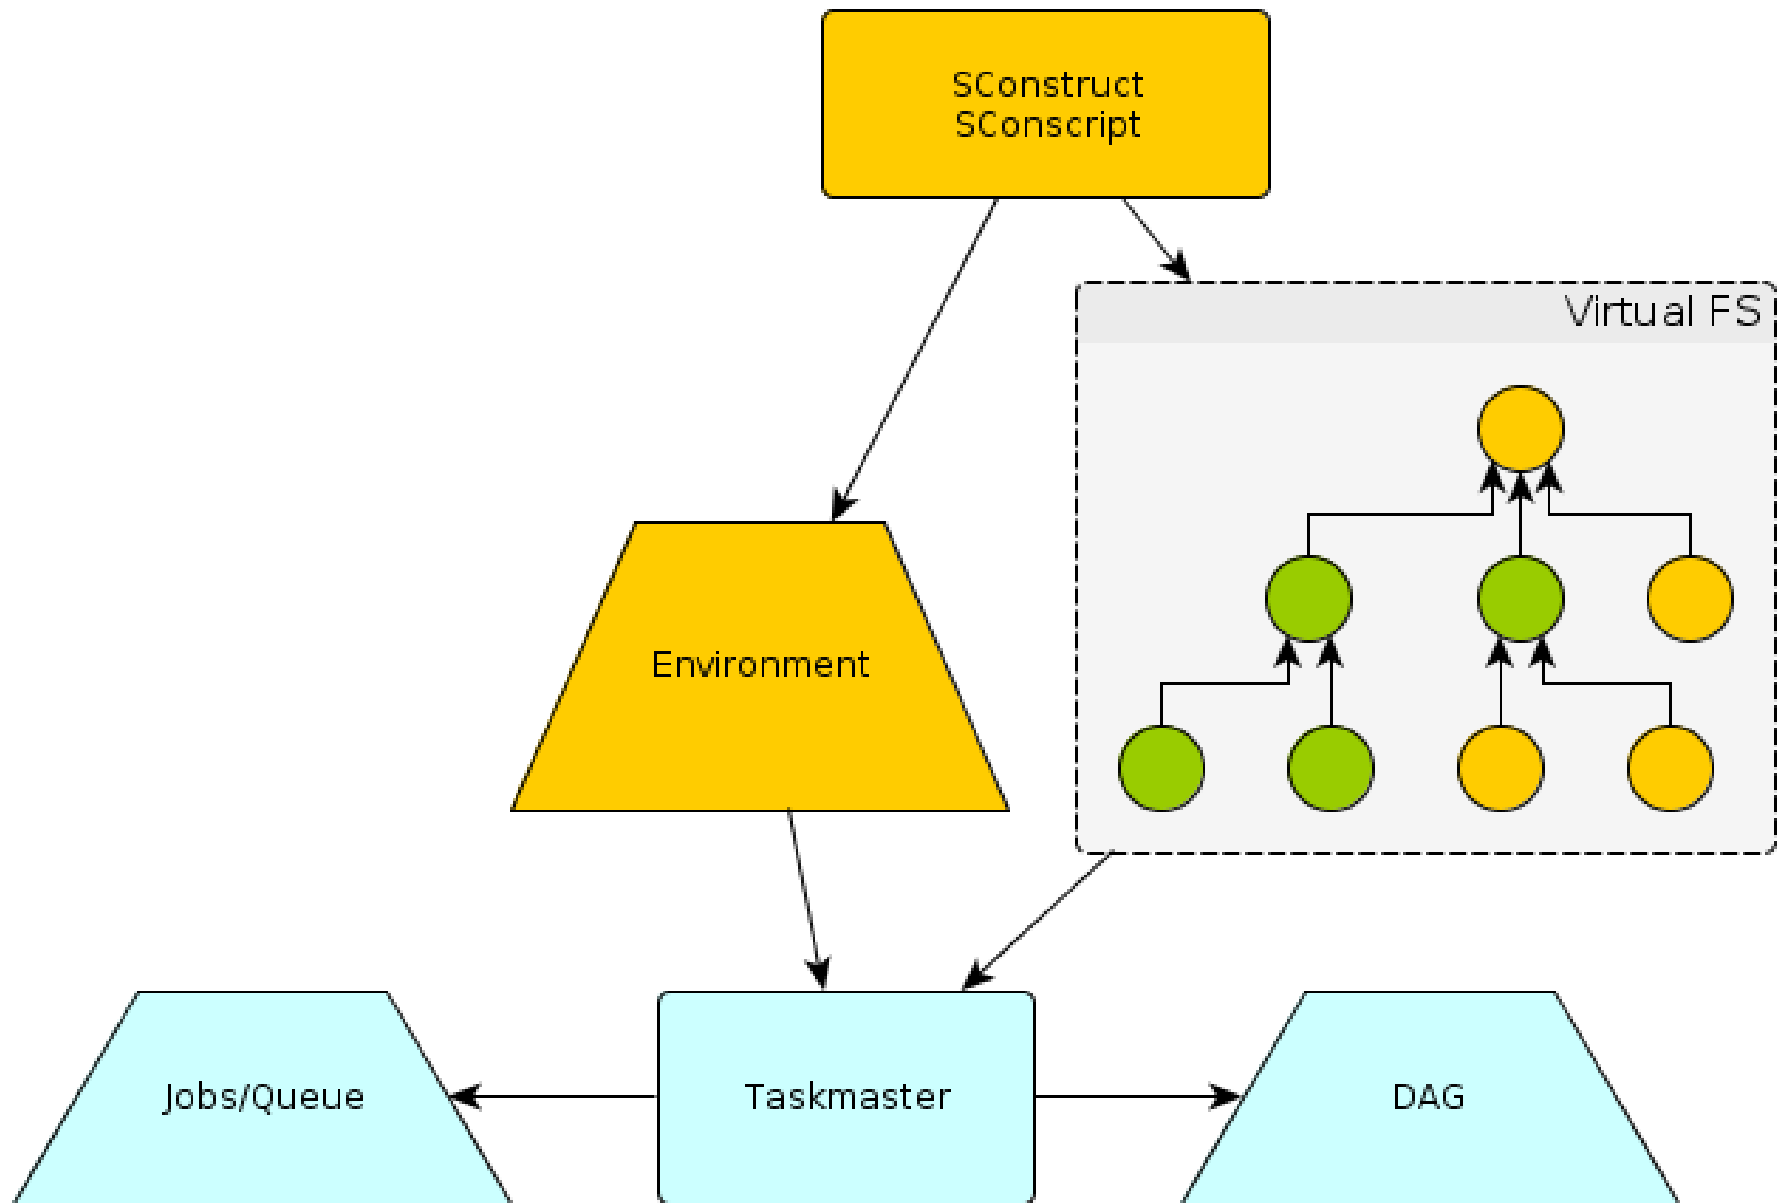 SConstruct
SConscript
Virtual FS
Environment
Jobs/Queue
Taskmaster
DAG